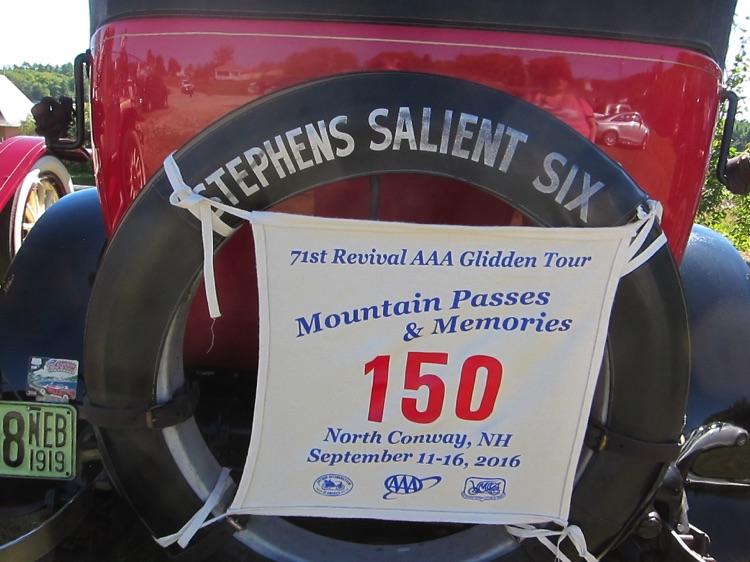 STEPHENS SALIENT SIX
71st Revival AAA Glidden Tour
Mountain Passes
& Memories
150
North Conway, NH
September 11-16, 2016
AAA
VMCCA
8 NEB
1919